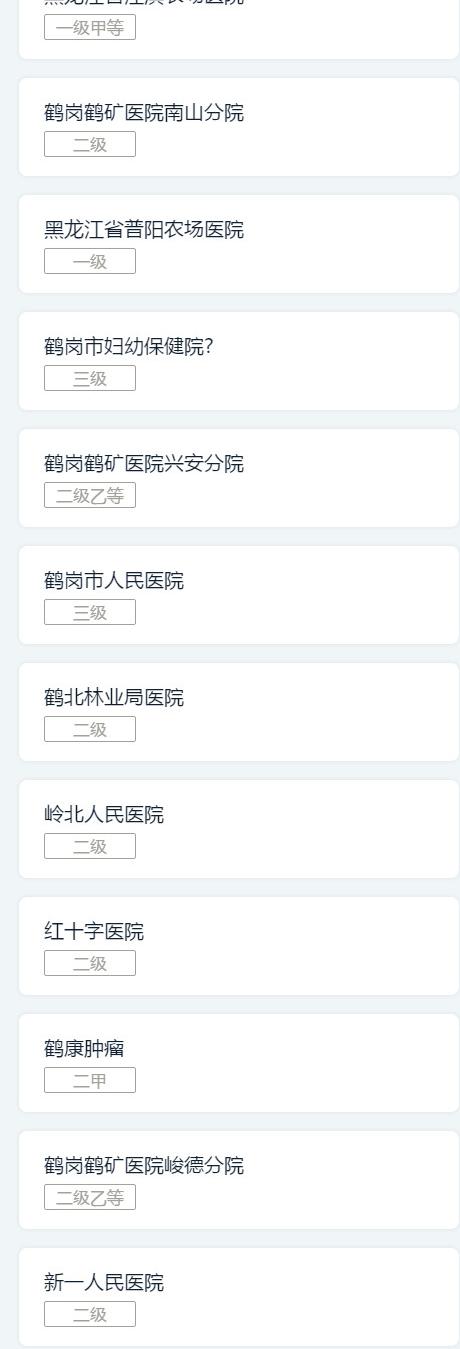 一级甲等
鹤岗鹤矿医院南山分院
二级
黑龙江省普阳农场医院
一级
鹤岗市妇幼保健院?
三级
鹤岗鹤矿医院兴安分院
二级乙等
鹤岗市人民医院
三级
鹤北林业局医院
二级
岭北人民医院
二级
红十字医院
二级
鹤康肿瘤
二甲
鹤岗鹤矿医院峻德分院
二级乙等
新一人民医院
二级